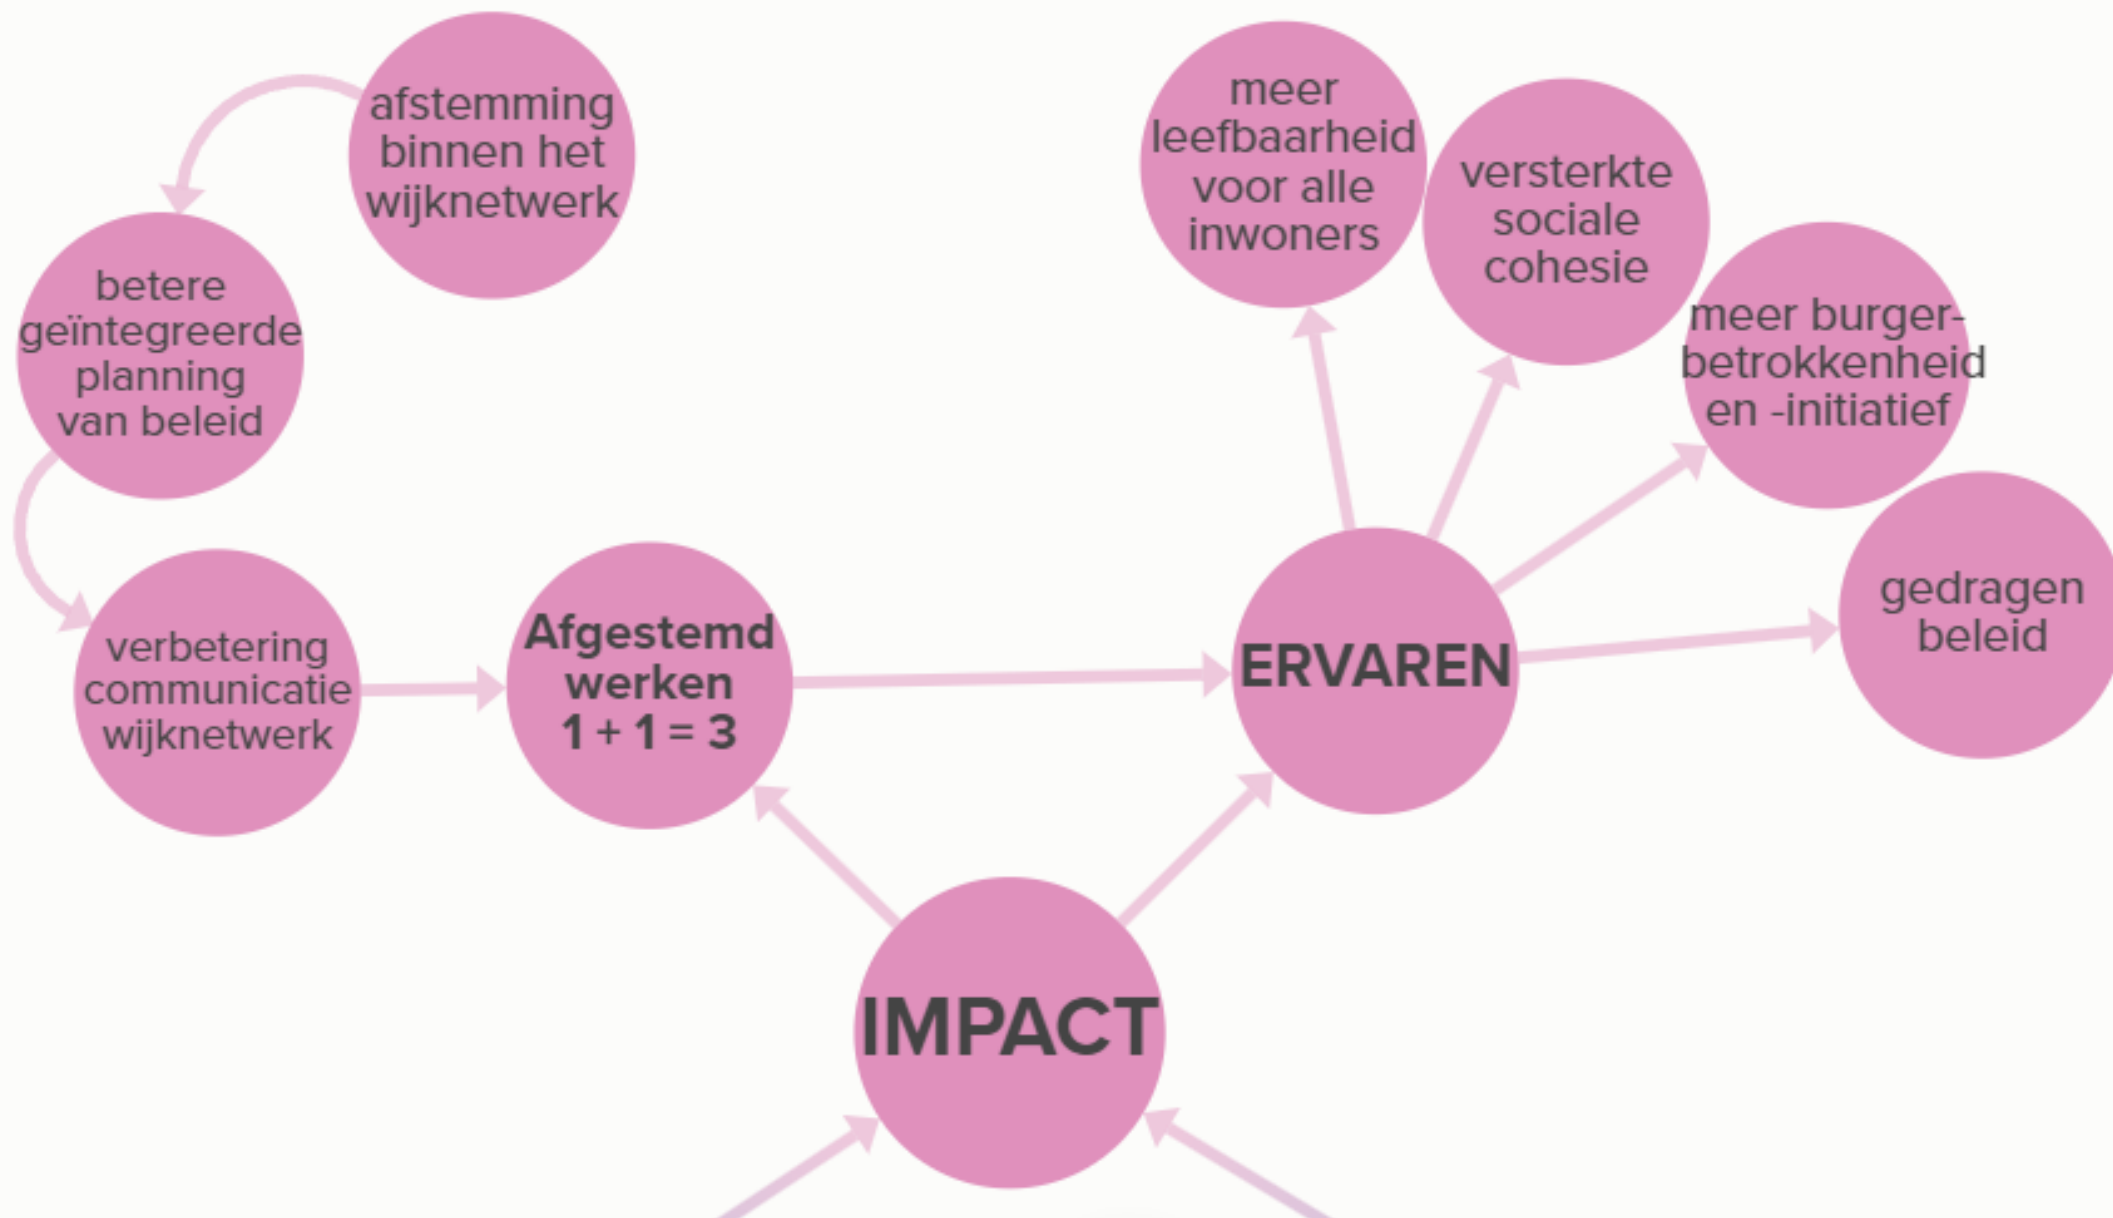 afstemming
binnen het
wijknetwerk
betere
geïntegreerde
planning
van beleid
verbetering
communicatie
wijknetwerk
Afgestemd
werken
1 + 1 = 3
meer
leefbaarheid
voor alle
inwoners
versterkte
sociale
cohesie
meer burger-
betrokkenheid
en -initiatief
gedragen
beleid
ERVAREN
IMPACT